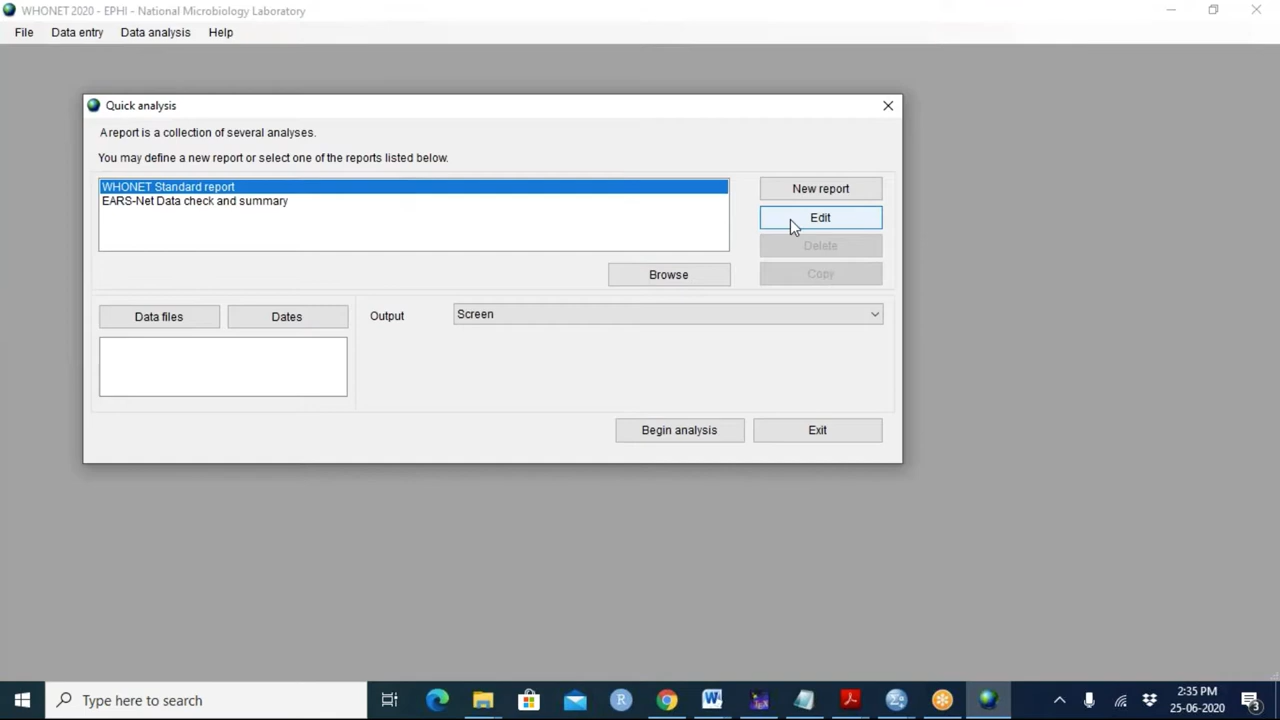 WHONET 2020 - EPHI - National Microbiology Laboratory
File Data entry Data analysis Help
Quick analysis
A report is a collection of several analyses.
You may define a new report or select one of the reports listed below.
WHONET Standard report
EARS-Net Data check and summary
New report
Edit
Delete
Copy
Browse
Data files Dates
Output Screen
Begin analysis Exit
Type here to search
2:35 PM
25-06-2020
3